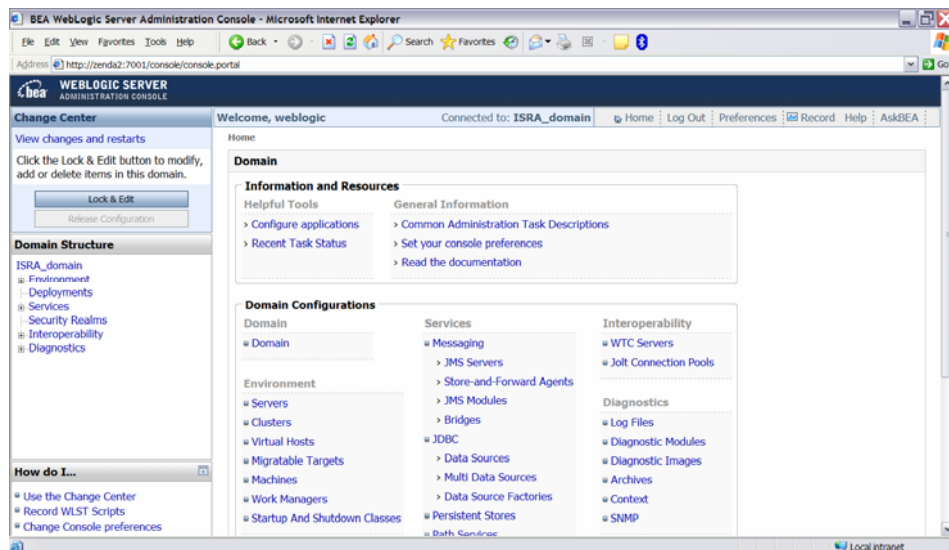 BEA WebLogic Server Administration Console - Microsoft Internet Explorer
File Edit View Favorites Tools Help
Back Search Favorites
Address http://zenda2:7001/console/console.portal Go
bea WEBLOGIC SERVER
ADMINISTRATION CONSOLE
Change Center
View changes and restarts
Click the Lock & Edit button to modify,
add or delete items in this domain.
Lock & Edit
Release Configuration
Domain Structure
ISRA_domain
Environment
Deployments
Services
Security Realms
Interoperability
Diagnostics
How do I...
Use the Change Center
Record WLST Scripts
Change Console preferences
Welcome, weblogic Connected to: ISRA_domain Home Log Out Preferences Record Help AskBEA
Home
Domain
Information and Resources
Helpful Tools
Configure applications
Recent Task Status
General Information
Common Administration Task Descriptions
Set your console preferences
Read the documentation
Domain Configurations
Domain
Domain
Environment
Servers
Clusters
Virtual Hosts
Migratable Targets
Machines
Work Managers
Startup And Shutdown Classes
Services
Messaging
JMS Servers
Store-and-Forward Agents
JMS Modules
Bridges
JDBC
Data Sources
Multi Data Sources
Data Source Factories
Persistent Stores
Path Services
Interoperability
WTC Servers
Jolt Connection Pools
Diagnostics
Log Files
Diagnostic Modules
Diagnostic Images
Archives
Context
SNMP
Local intranet